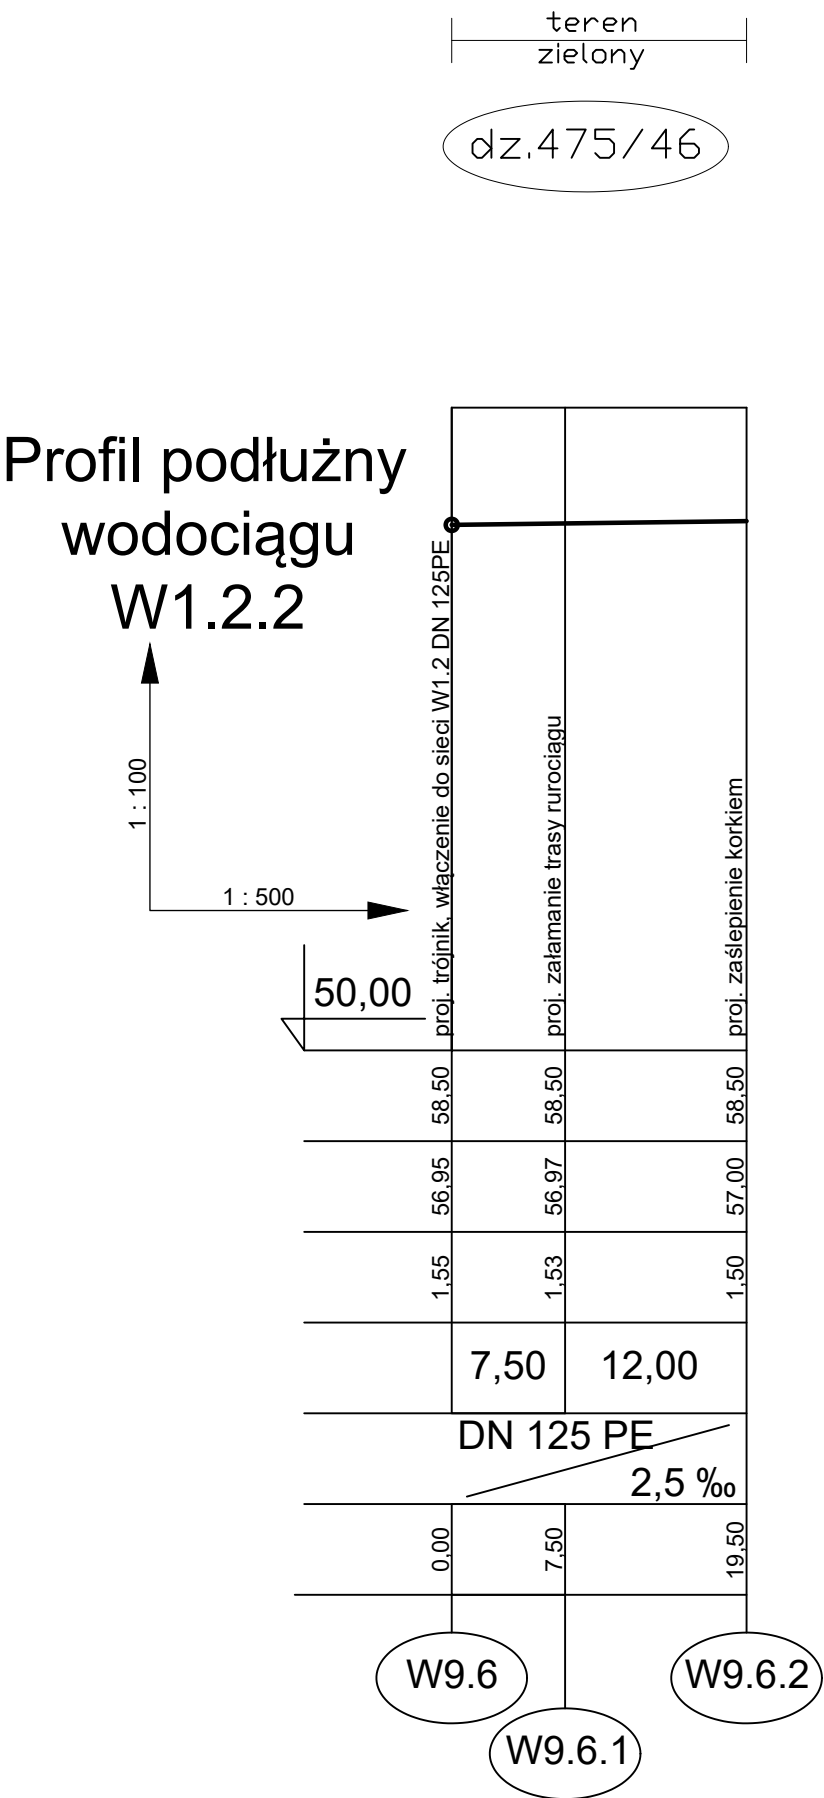 teren
zielony
dz.475/46
Profil podłużny
wodociągu
W1.2.2
1 : 100
1 : 500
50,00
proj. trójnik, włączenie do sieci W1.2 DN 125PE
proj. załamanie trasy rurociągu
proj. zaślepienie korkiem
58,50 58,50 58,50
56,95 56,97 57,00
1,55 1,53 1,50
7,50 12,00
DN 125 PE
2,5 ‰
0,00 7,50 19,50
W9.6 W9.6.2
W9.6.1